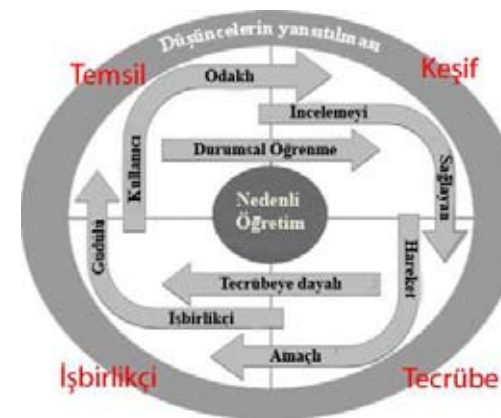 Düşüncelerin yansıtılması
Temsil
Keşif
Kullanıcı
Odaklı
İncelemeyi
Sağlayan
Durumsal Öğrenme
Nedenli
Öğretim
Güdülü
İşbirlikçi
Tecrübeye dayalı
Hareket
Amaçlı
İşbirlikçi
Tecrübe